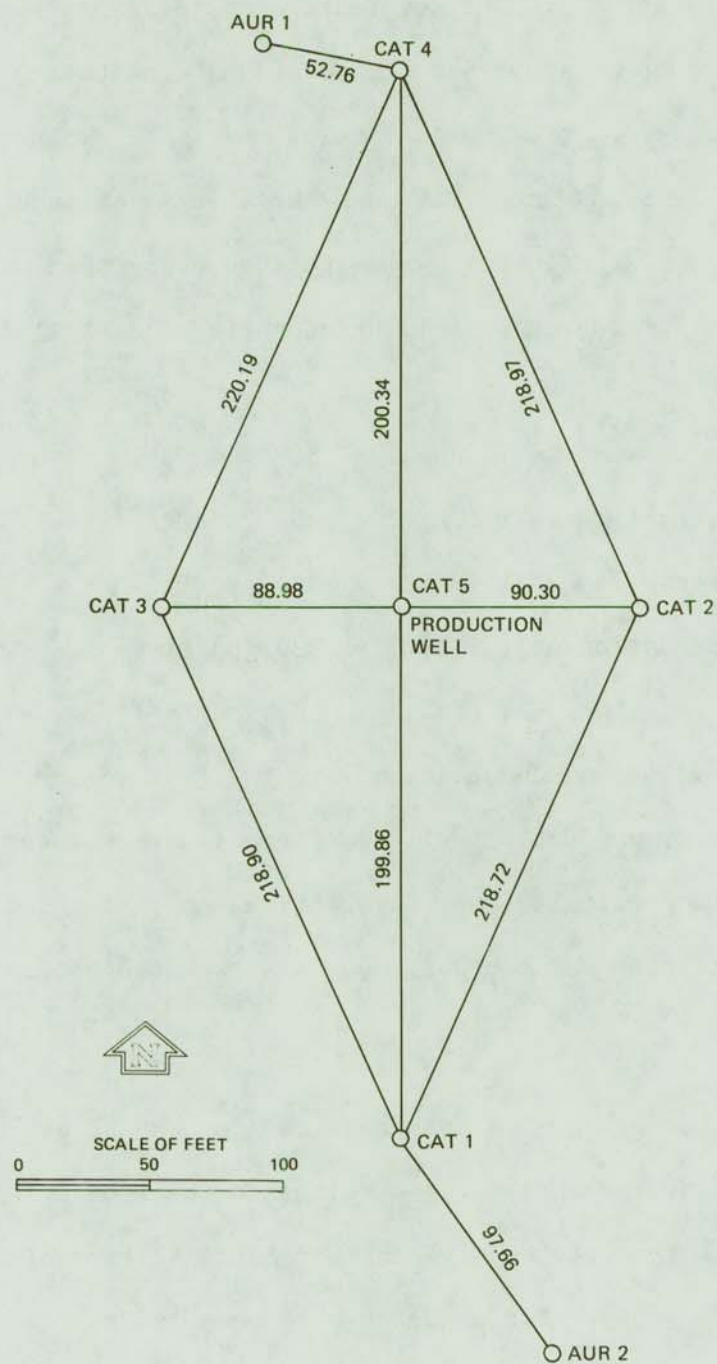 AUR 1
CAT 4
52.76
220.19
200.34
218.97
CAT 3
88.98
CAT 5
90.30
CAT 2
PRODUCTION
WELL
218.90
199.86
218.72
N
SCALE OF FEET
0 50 100
CAT 1
99.76
AUR 2